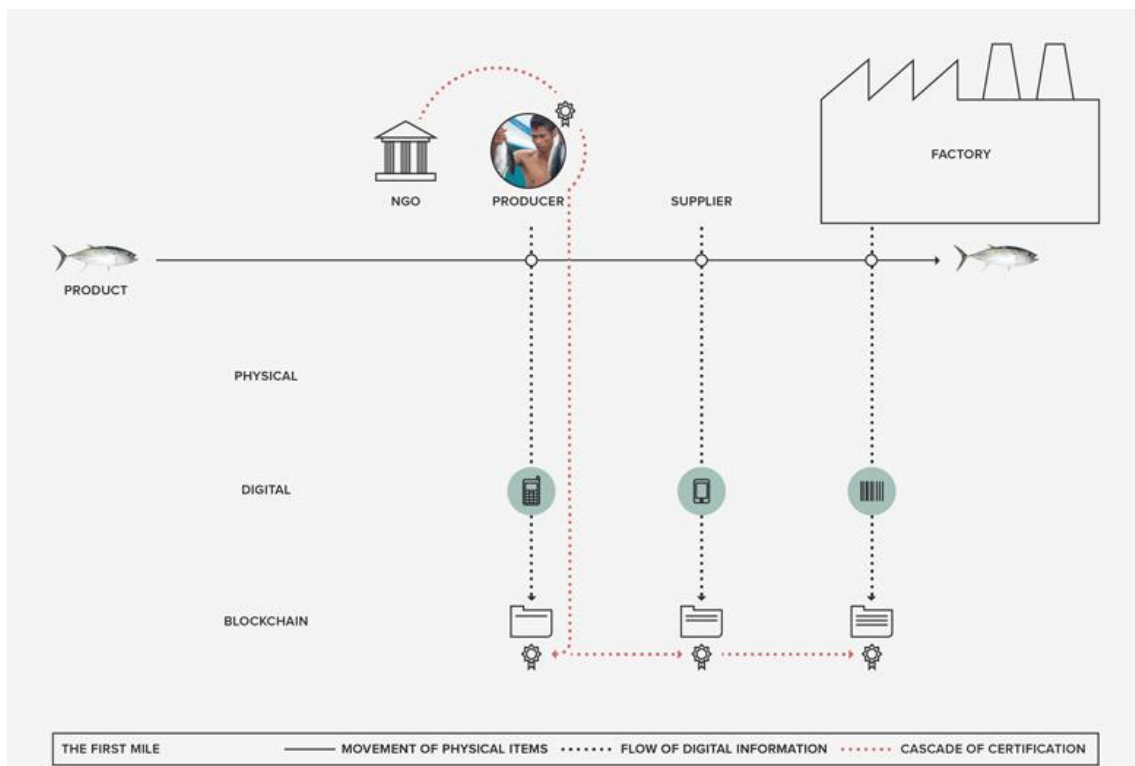 FACTORY
NGO
PRODUCER
SUPPLIER
PRODUCT
PHYSICAL
DIGITAL
BLOCKCHAIN
THE FIRST MILE MOVEMENT OF PHYSICAL ITEMS FLOW OF DIGITAL INFORMATION CASCADE OF CERTIFICATION